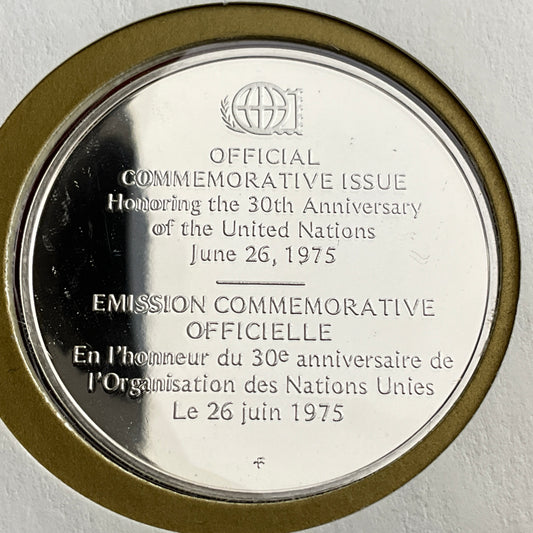 OFFICIAL
COMMEMORATIVE ISSUE
Honoring the 30th Anniversary
of the United Nations
June 26, 1975
EMISSION COMMEMORATIVE
OFFICIELLE
En l'honneur du 30e anniversaire de
l'Organisation des Nations Unies
Le 26 juin 1975